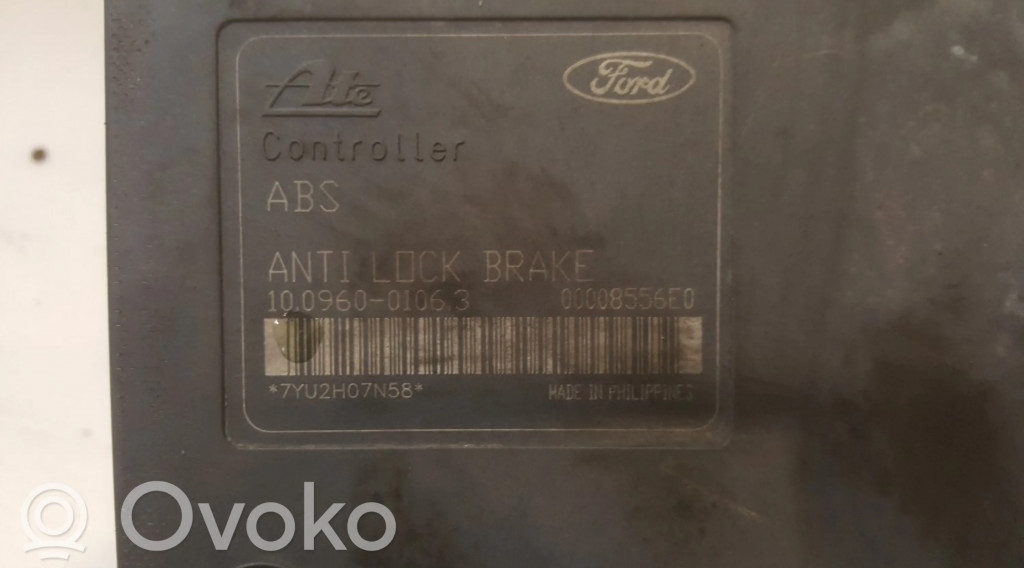 Ate
Ford
Controller
ABS
ANTI LOCK BRAKE
10.0960-0106.3 00008556E0
*7YU2H07N58* MADE IN PHILIPPINES
Ovoko